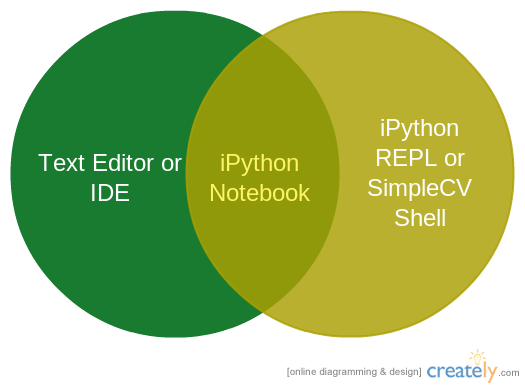 Text Editor or
IDE
iPython
Notebook
iPython
REPL or
SimpleCV
Shell
[online diagramming & design] creately.com